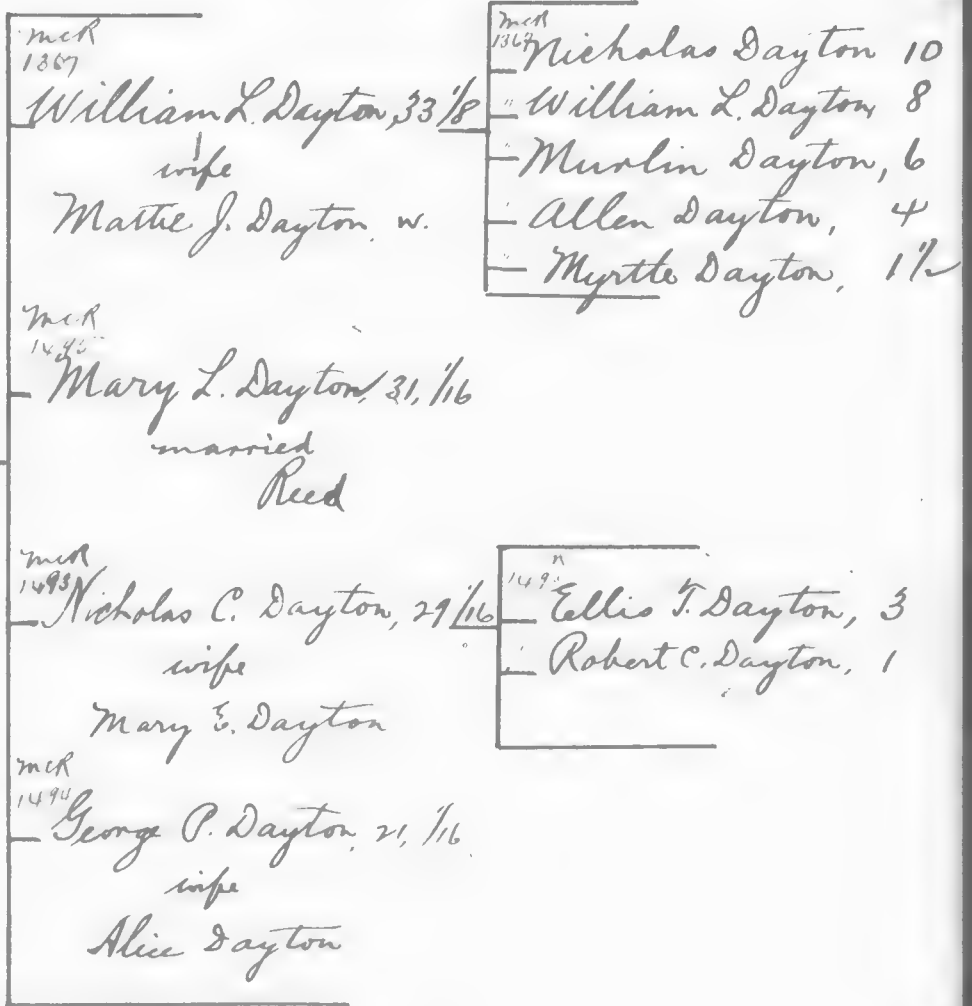 McR
1367
William L. Dayton, 33 1/8
wife
Mattie J. Dayton, w.
McR
1367
Nicholas Dayton 10
" William L. Dayton, 8
" Murlin Dayton, 6
" Allen Dayton, 4
" Myrtle Dayton, 1 1/2
McR
Mary L. Dayton, 31, 1/16
married
Reed
McR
1493
Nicholas C. Dayton, 29 1/16
wife
Mary E. Dayton
Ellis T. Dayton, 3
Robert C. Dayton, 1
McR
1494
George P. Dayton, 21, 1/16
wife
Alice Dayton